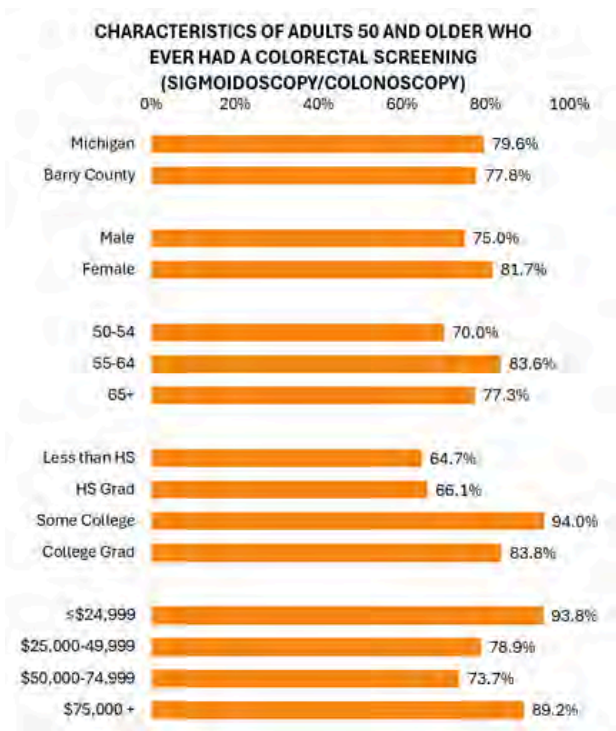 CHARACTERISTICS OF ADULTS 50 AND OLDER WHO
EVER HAD A COLORECTAL SCREENING
(SIGMOIDOSCOPY/COLONOSCOPY)
0% 20% 40% 60% 80% 100%
Michigan 79.6%
Barry County 77.8%
Male 75.0%
Female 81.7%
50-54 70.0%
55-64 83.6%
65+ 77.3%
Less than HS 64.7%
HS Grad 66.1%
Some College 94.0%
College Grad 83.8%
≤$24,999 93.8%
$25,000-49,999 78.9%
$50,000-74,999 73.7%
$75,000 + 89.2%